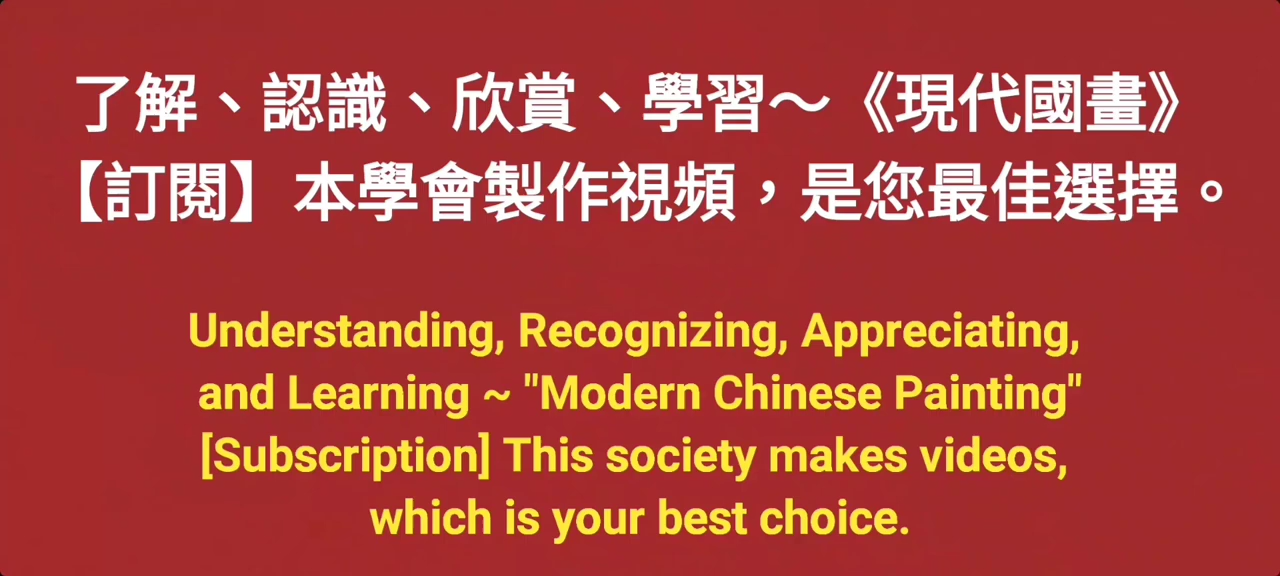 了解、認識、欣賞、學習～《現代國畫》
【訂閱】本學會製作視頻，是您最佳選擇。
Understanding, Recognizing, Appreciating,
and Learning ~ "Modern Chinese Painting"
[Subscription] This society makes videos,
which is your best choice.